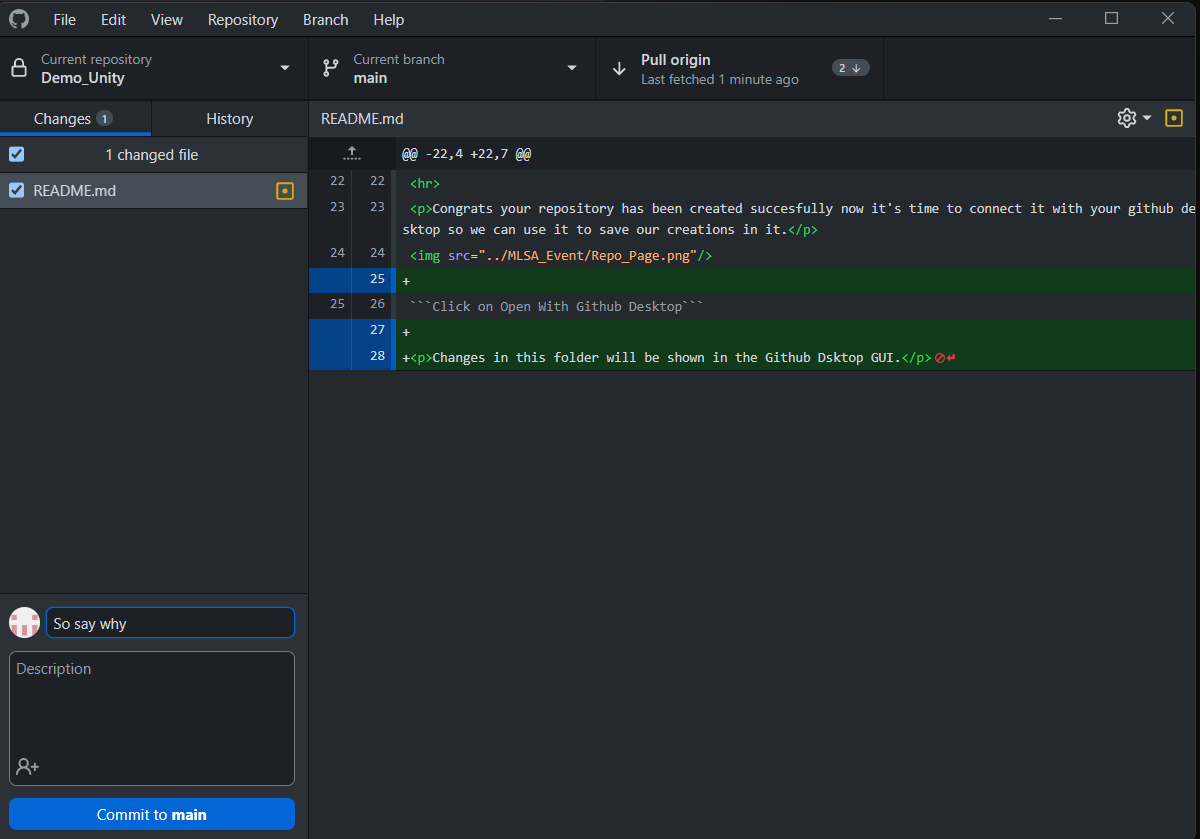 File Edit View Repository Branch Help
Current repository
Demo_Unity
Current branch
main
Pull origin
Last fetched 1 minute ago
2
Changes 1
History
README.md
1 changed file
README.md
@@ -22,4 +22,7 @@
22 22 <hr>
23 23 <p>Congrats your repository has been created succesfully now it's time to connect it with your github de
sktop so we can use it to save our creations in it.</p>
24 24 <img src="../MLSA_Event/Repo_Page.png"/>
25 +
25 26 ```Click on Open With Github Desktop```
27 +
28 +<p>Changes in this folder will be shown in the Github Dsktop GUI.</p>
So say why
Description
Commit to main